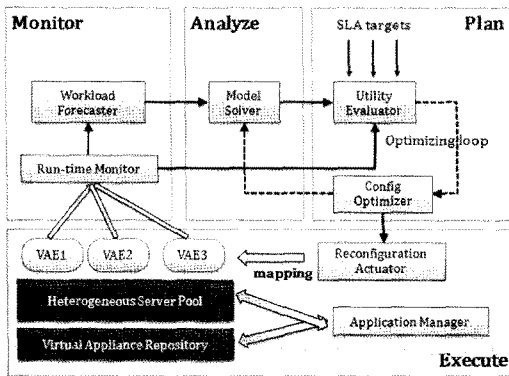 Monitor
Analyze
Plan
SLA targets
Workload
Forecaster
Model
Solver
Utility
Evaluator
Optimizing loop
Run-time Monitor
Config
Optimizer
VAE1
VAE2
VAE3
mapping
Reconfiguration
Actuator
Heterogeneous Server Pool
Application Manager
Virtual Appliance Repository
Execute